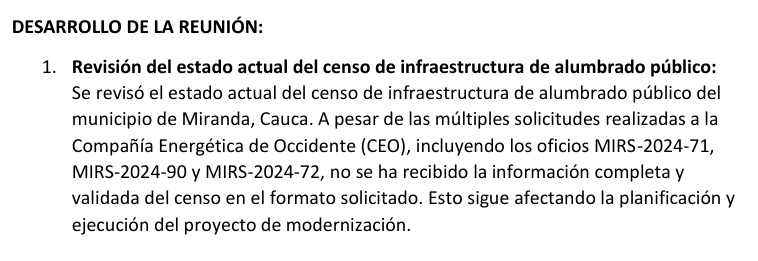 DESARROLLO DE LA REUNIÓN:
1. Revisión del estado actual del censo de infraestructura de alumbrado público:
Se revisó el estado actual del censo de infraestructura de alumbrado público del
municipio de Miranda, Cauca. A pesar de las múltiples solicitudes realizadas a la
Compañía Energética de Occidente (CEO), incluyendo los oficios MIRS-2024-71,
MIRS-2024-90 y MIRS-2024-72, no se ha recibido la información completa y
validada del censo en el formato solicitado. Esto sigue afectando la planificación y
ejecución del proyecto de modernización.